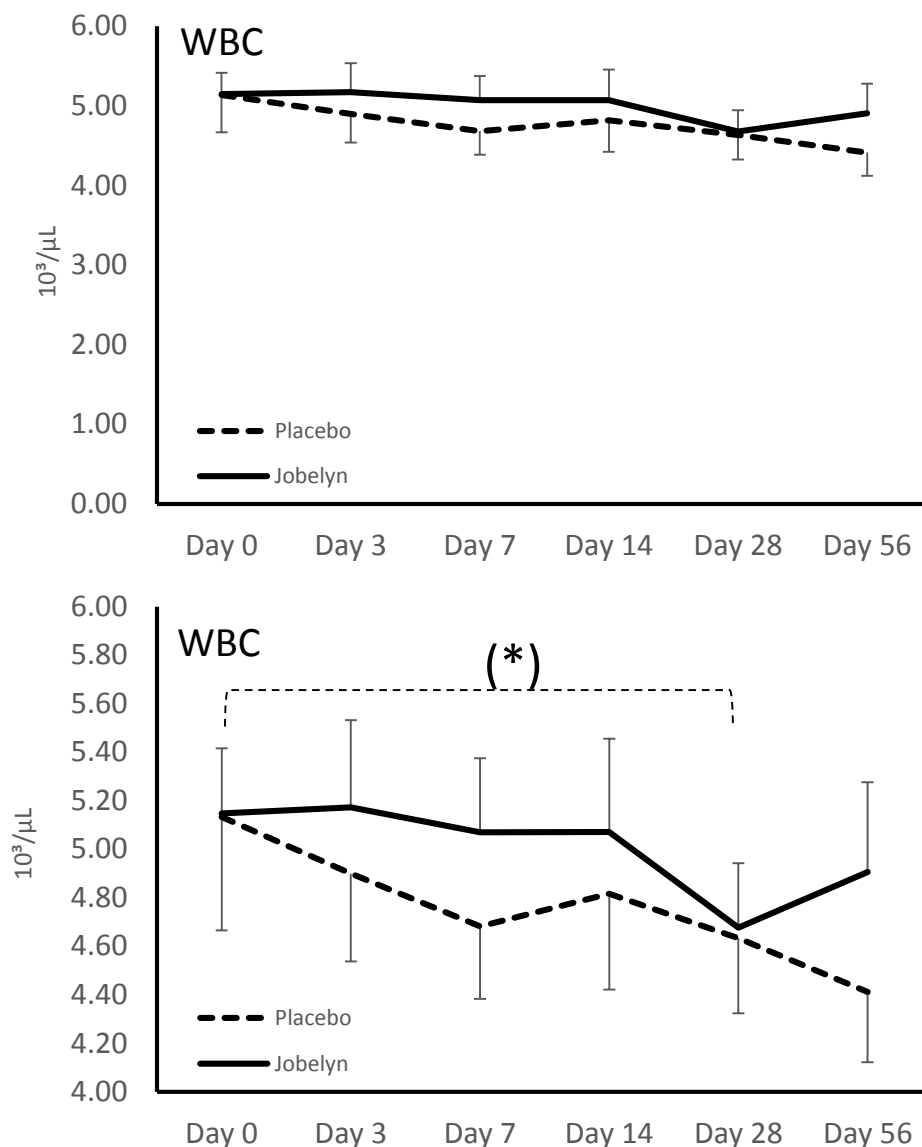 6.00
WBC
5.00
4.00
3.00
10³/µL
2.00
1.00
Placebo
Jobelyn
0.00
Day 0 Day 3 Day 7 Day 14 Day 28 Day 56
6.00
WBC
5.80
(*)
5.60
5.40
5.20
5.00
10³/µL
4.80
4.60
4.40
Placebo
4.20
Jobelyn
4.00
Day 0 Day 3 Day 7 Day 14 Day 28 Day 56